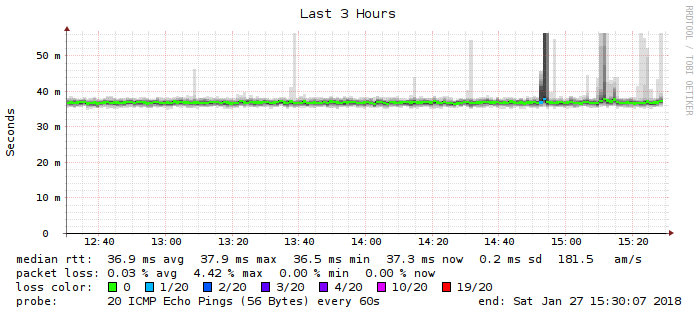 Last 3 Hours
RRDTOOL / TOBI OETIKER
Seconds
50 m
40 m
30 m
20 m
10 m
0
12:40 13:00 13:20 13:40 14:00 14:20 14:40 15:00 15:20
median rtt: 36.9 ms avg 37.9 ms max 36.5 ms min 37.3 ms now 0.2 ms sd 181.5 am/s
packet loss: 0.03 % avg 4.42 % max 0.00 % min 0.00 % now
loss color: 0 1/20 2/20 3/20 4/20 10/20 19/20
probe: 20 ICMP Echo Pings (56 Bytes) every 60s end: Sat Jan 27 15:30:07 2018